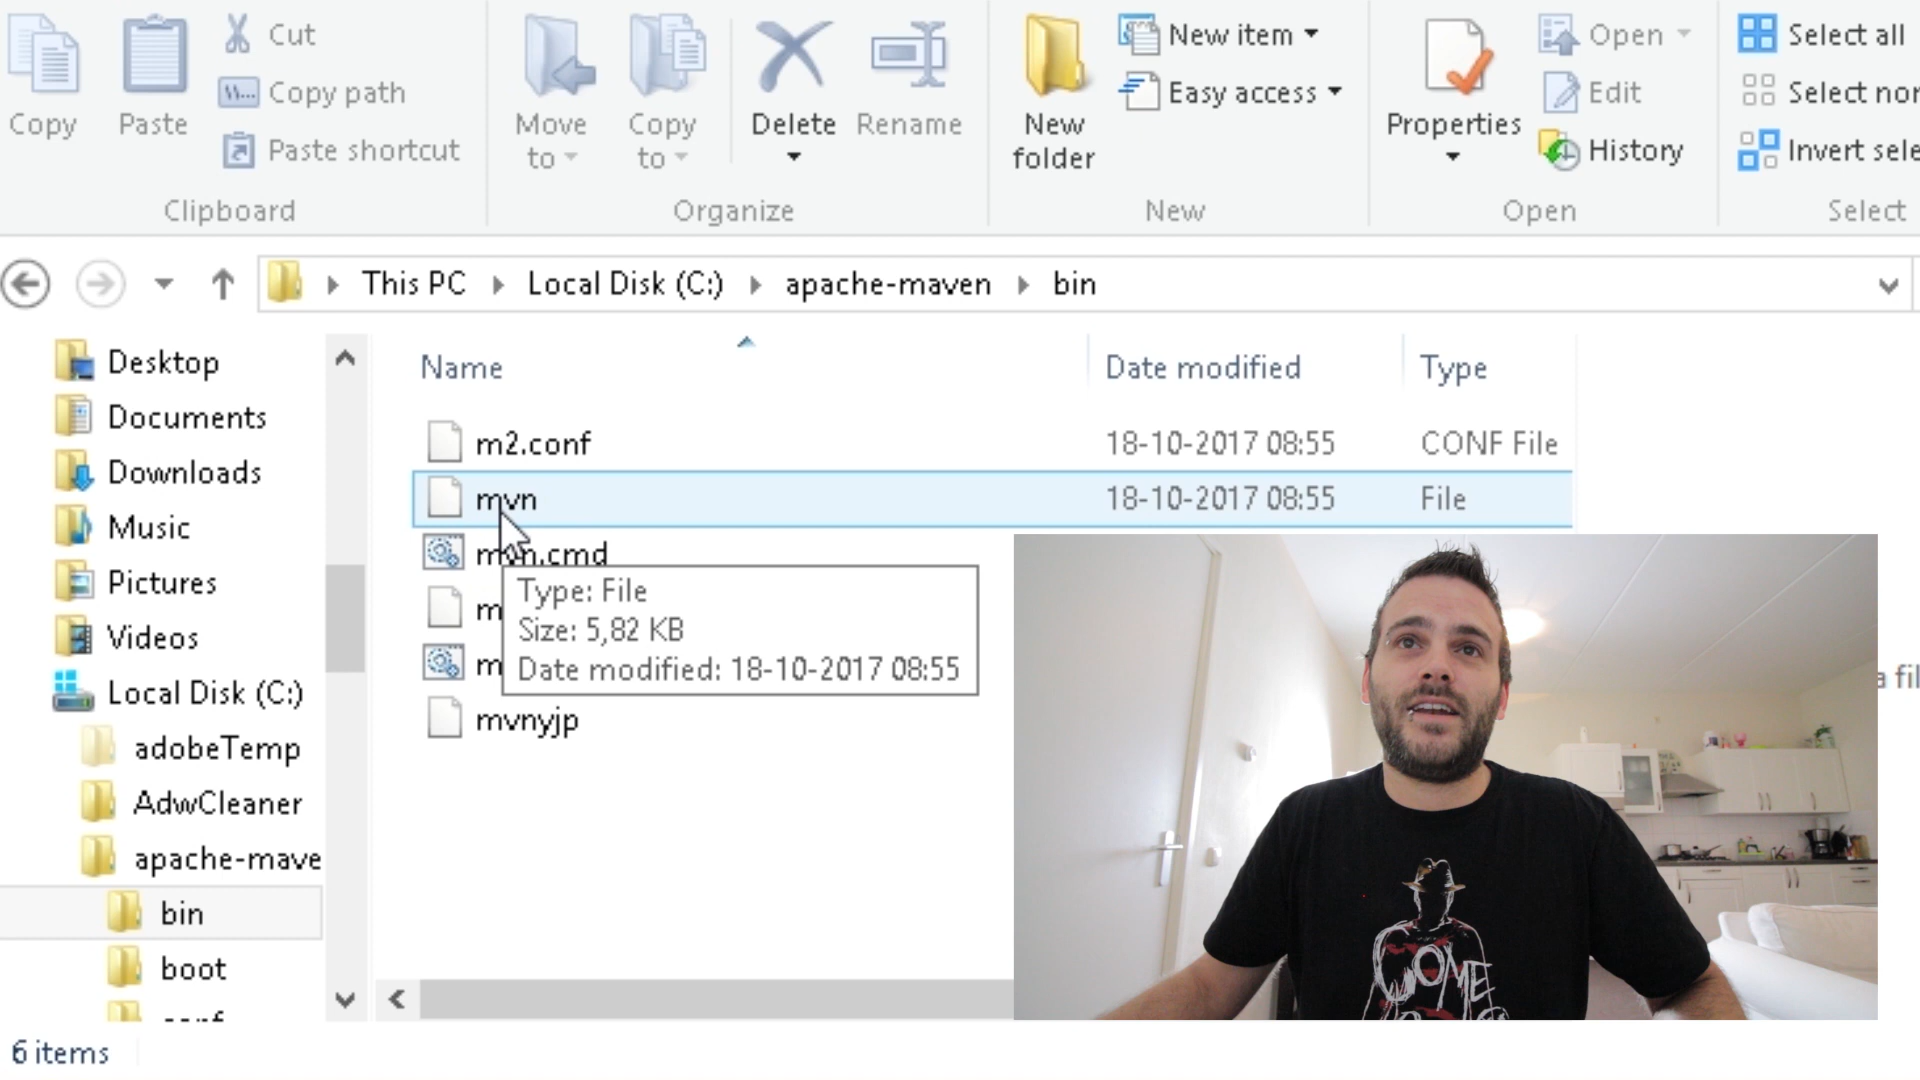 Cut
Copy path
Paste shortcut
Copy
Paste
Clipboard
Move
to
Copy
to
Delete
Rename
Organize
New
folder
New item
Easy access
New
Properties
Open
Edit
History
Open
Select all
Select
Invert
Select
This PC
Local Disk (C:)
apache-maven
bin
Desktop
Documents
Downloads
Music
Pictures
Videos
Local Disk (C:)
adobeTemp
AdwCleaner
apache-mave
bin
boot
Name
Date modified
Type
m2.conf 18-10-2017 08:55 CONF File
mvn 18-10-2017 08:55 File
mvn.cmd
Type: File
Size: 5,82 KB
Date modified: 18-10-2017 08:55
mvnyjp
a
COME
6 items